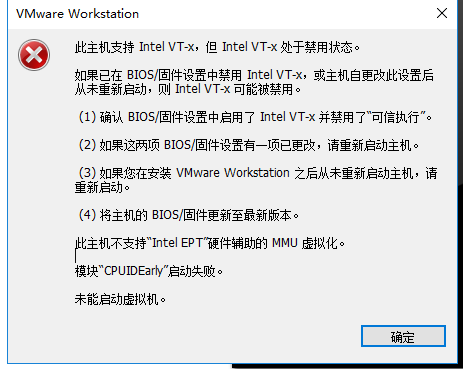 VMware Workstation
此主机支持 Intel VT-x，但 Intel VT-x 处于禁用状态。
如果已在 BIOS/固件设置中禁用 Intel VT-x，或主机自更改此设置后
从未重新启动，则 Intel VT-x 可能被禁用。
(1) 确认 BIOS/固件设置中启用了 Intel VT-x 并禁用了“可信执行”。
(2) 如果这两项 BIOS/固件设置有一项已更改，请重新启动主机。
(3) 如果您在安装 VMware Workstation 之后从未重新启动主机，请
重新启动。
(4) 将主机的 BIOS/固件更新至最新版本。
此主机不支持“Intel EPT”硬件辅助的 MMU 虚拟化。
模块“CPUIDEarly”启动失败。
未能启动虚拟机。
确定